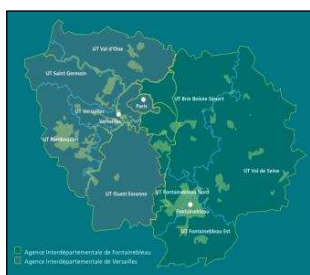 UT Val d'Oise
UT Saint Germain
Paris
UT Brie Boissy Sénart
UT Versailles
Versailles
UT Rambouillet
UT Val de Seine
UT Ouest Essonne
UT Fontainebleau Nord
Fontainebleau
UT Fontainebleau Est
Agence Interdépartementale de Fontainebleau
Agence Interdépartementale de Versailles